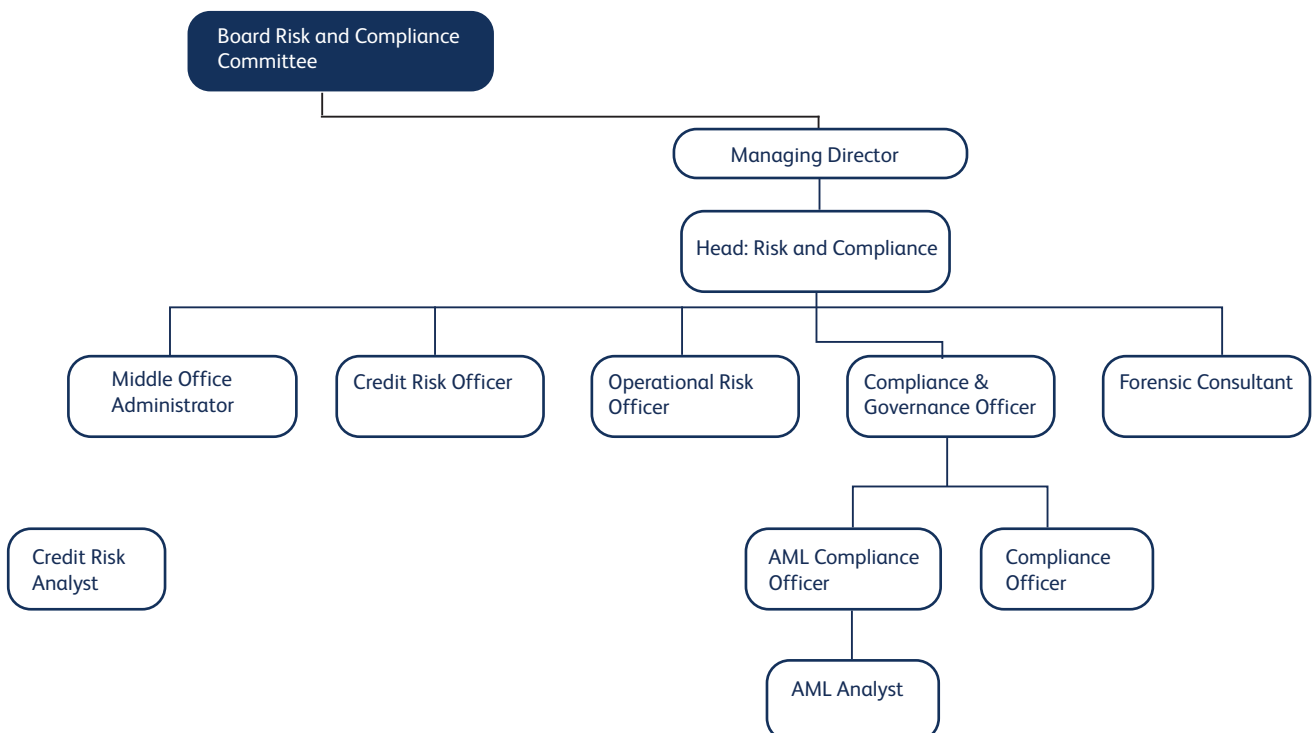 Board Risk and Compliance
Committee
Managing Director
Head: Risk and Compliance
Middle Office
Administrator
Credit Risk Officer
Operational Risk
Officer
Compliance &
Governance Officer
Forensic Consultant
Credit Risk
Analyst
AML Compliance
Officer
Compliance
Officer
AML Analyst